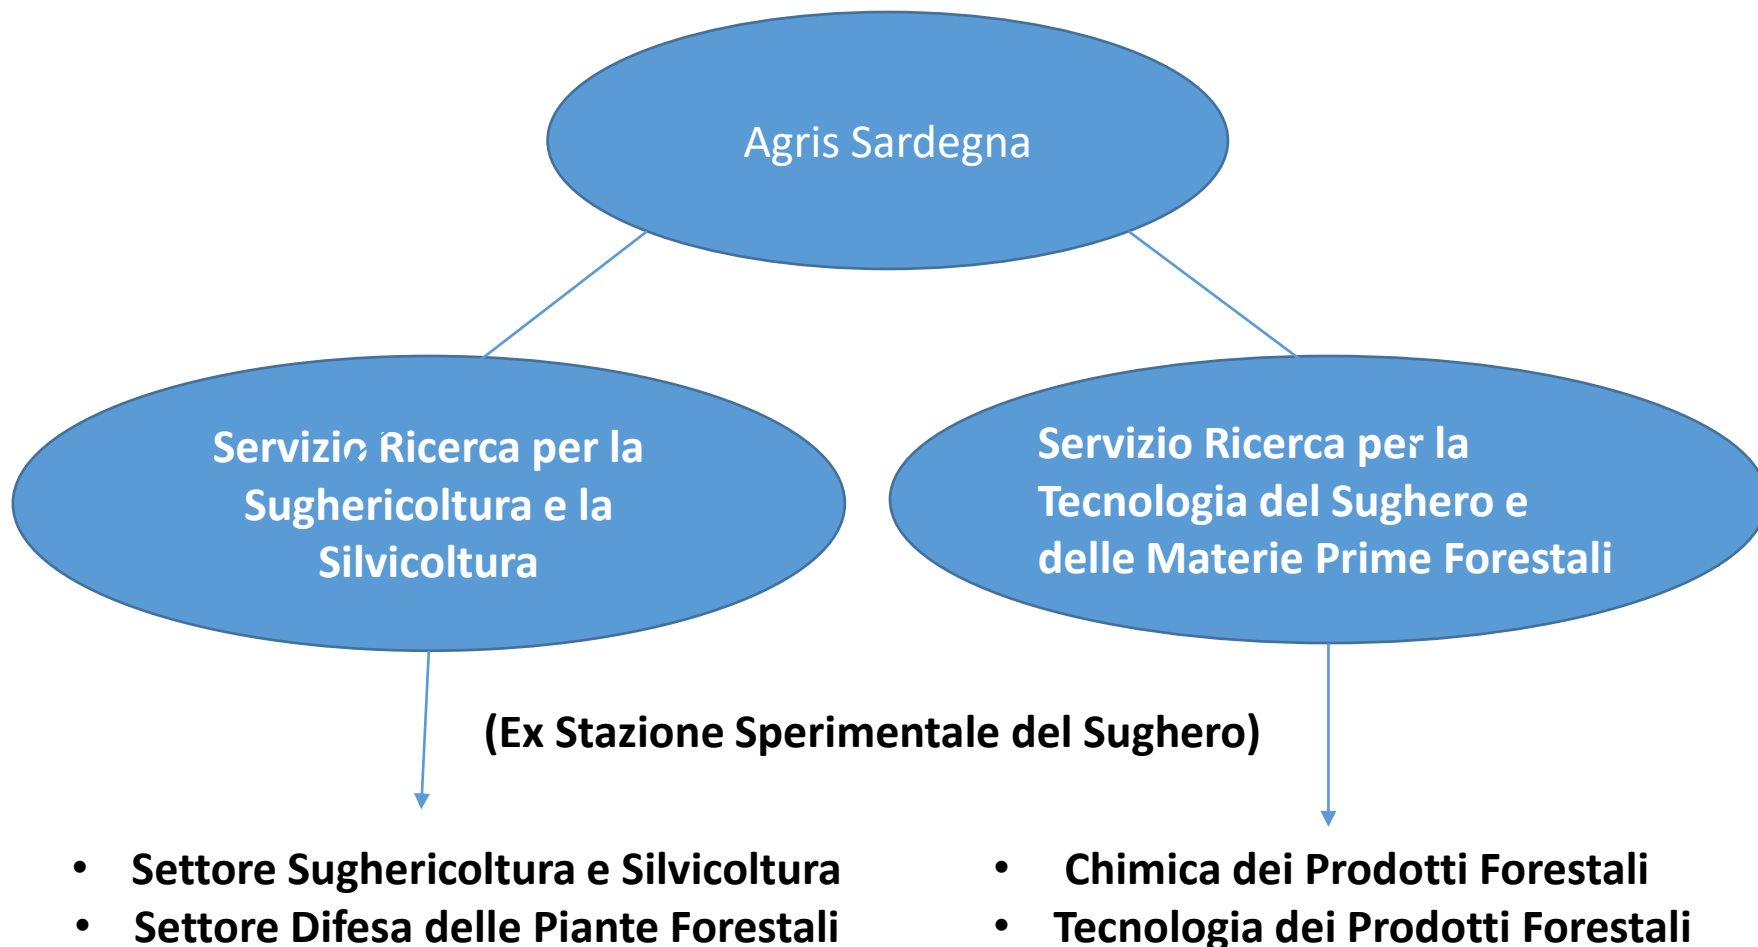 Agris Sardegna
Servizio Ricerca per la
Sughericoltura e la
Silvicoltura
Servizio Ricerca per la
Tecnologia del Sughero e
delle Materie Prime Forestali
(Ex Stazione Sperimentale del Sughero)
• Settore Sughericoltura e Silvicoltura
• Settore Difesa delle Piante Forestali
• Chimica dei Prodotti Forestali
• Tecnologia dei Prodotti Forestali